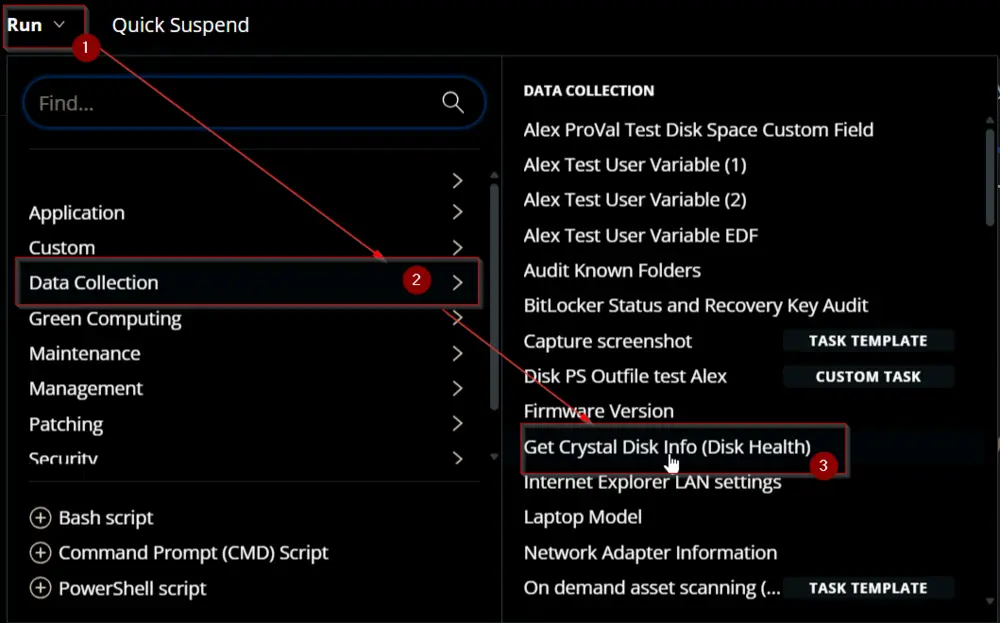 Run
1
Quick Suspend
Find...
Application
Custom
Data Collection
2
Green Computing
Maintenance
Management
Patching
Security
Bash script
Command Prompt (CMD) Script
PowerShell script
DATA COLLECTION
Alex ProVal Test Disk Space Custom Field
Alex Test User Variable (1)
Alex Test User Variable (2)
Alex Test User Variable EDF
Audit Known Folders
BitLocker Status and Recovery Key Audit
Capture screenshot TASK TEMPLATE
Disk PS Outfile test Alex CUSTOM TASK
Firmware Version
Get Crystal Disk Info (Disk Health)
3
Internet Explorer LAN settings
Laptop Model
Network Adapter Information
On demand asset scanning (... TASK TEMPLATE